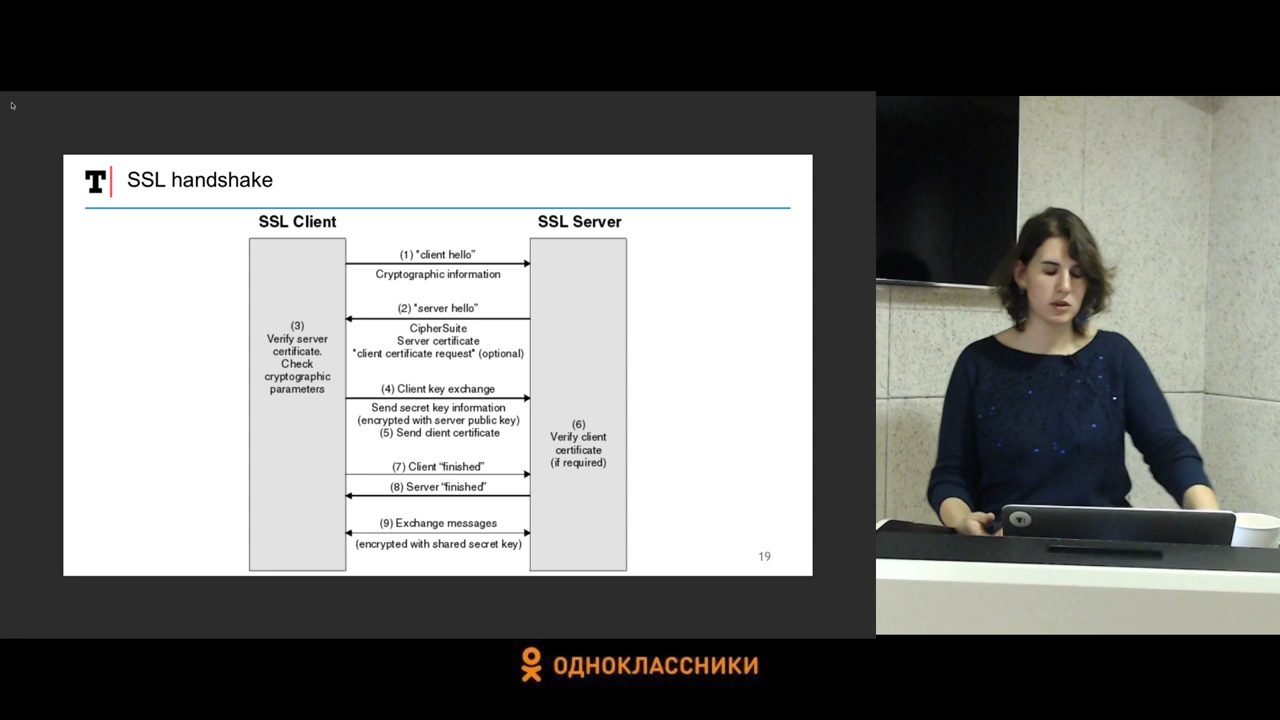 T SSL handshake
SSL Client
SSL Server
(1) "client hello"
Cryptographic information
(2) "server hello"
CipherSuite
Server certificate
"client certificate request" (optional)
(3)
Verify server
certificate.
Check
cryptographic
parameters
(4) Client key exchange
Send secret key information
(encrypted with server public key)
(5) Send client certificate
(6)
Verify client
certificate
(if required)
(7) Client “finished”
(8) Server “finished”
(9) Exchange messages
(encrypted with shared secret key)
19
T
ОДНОКЛАССНИКИ